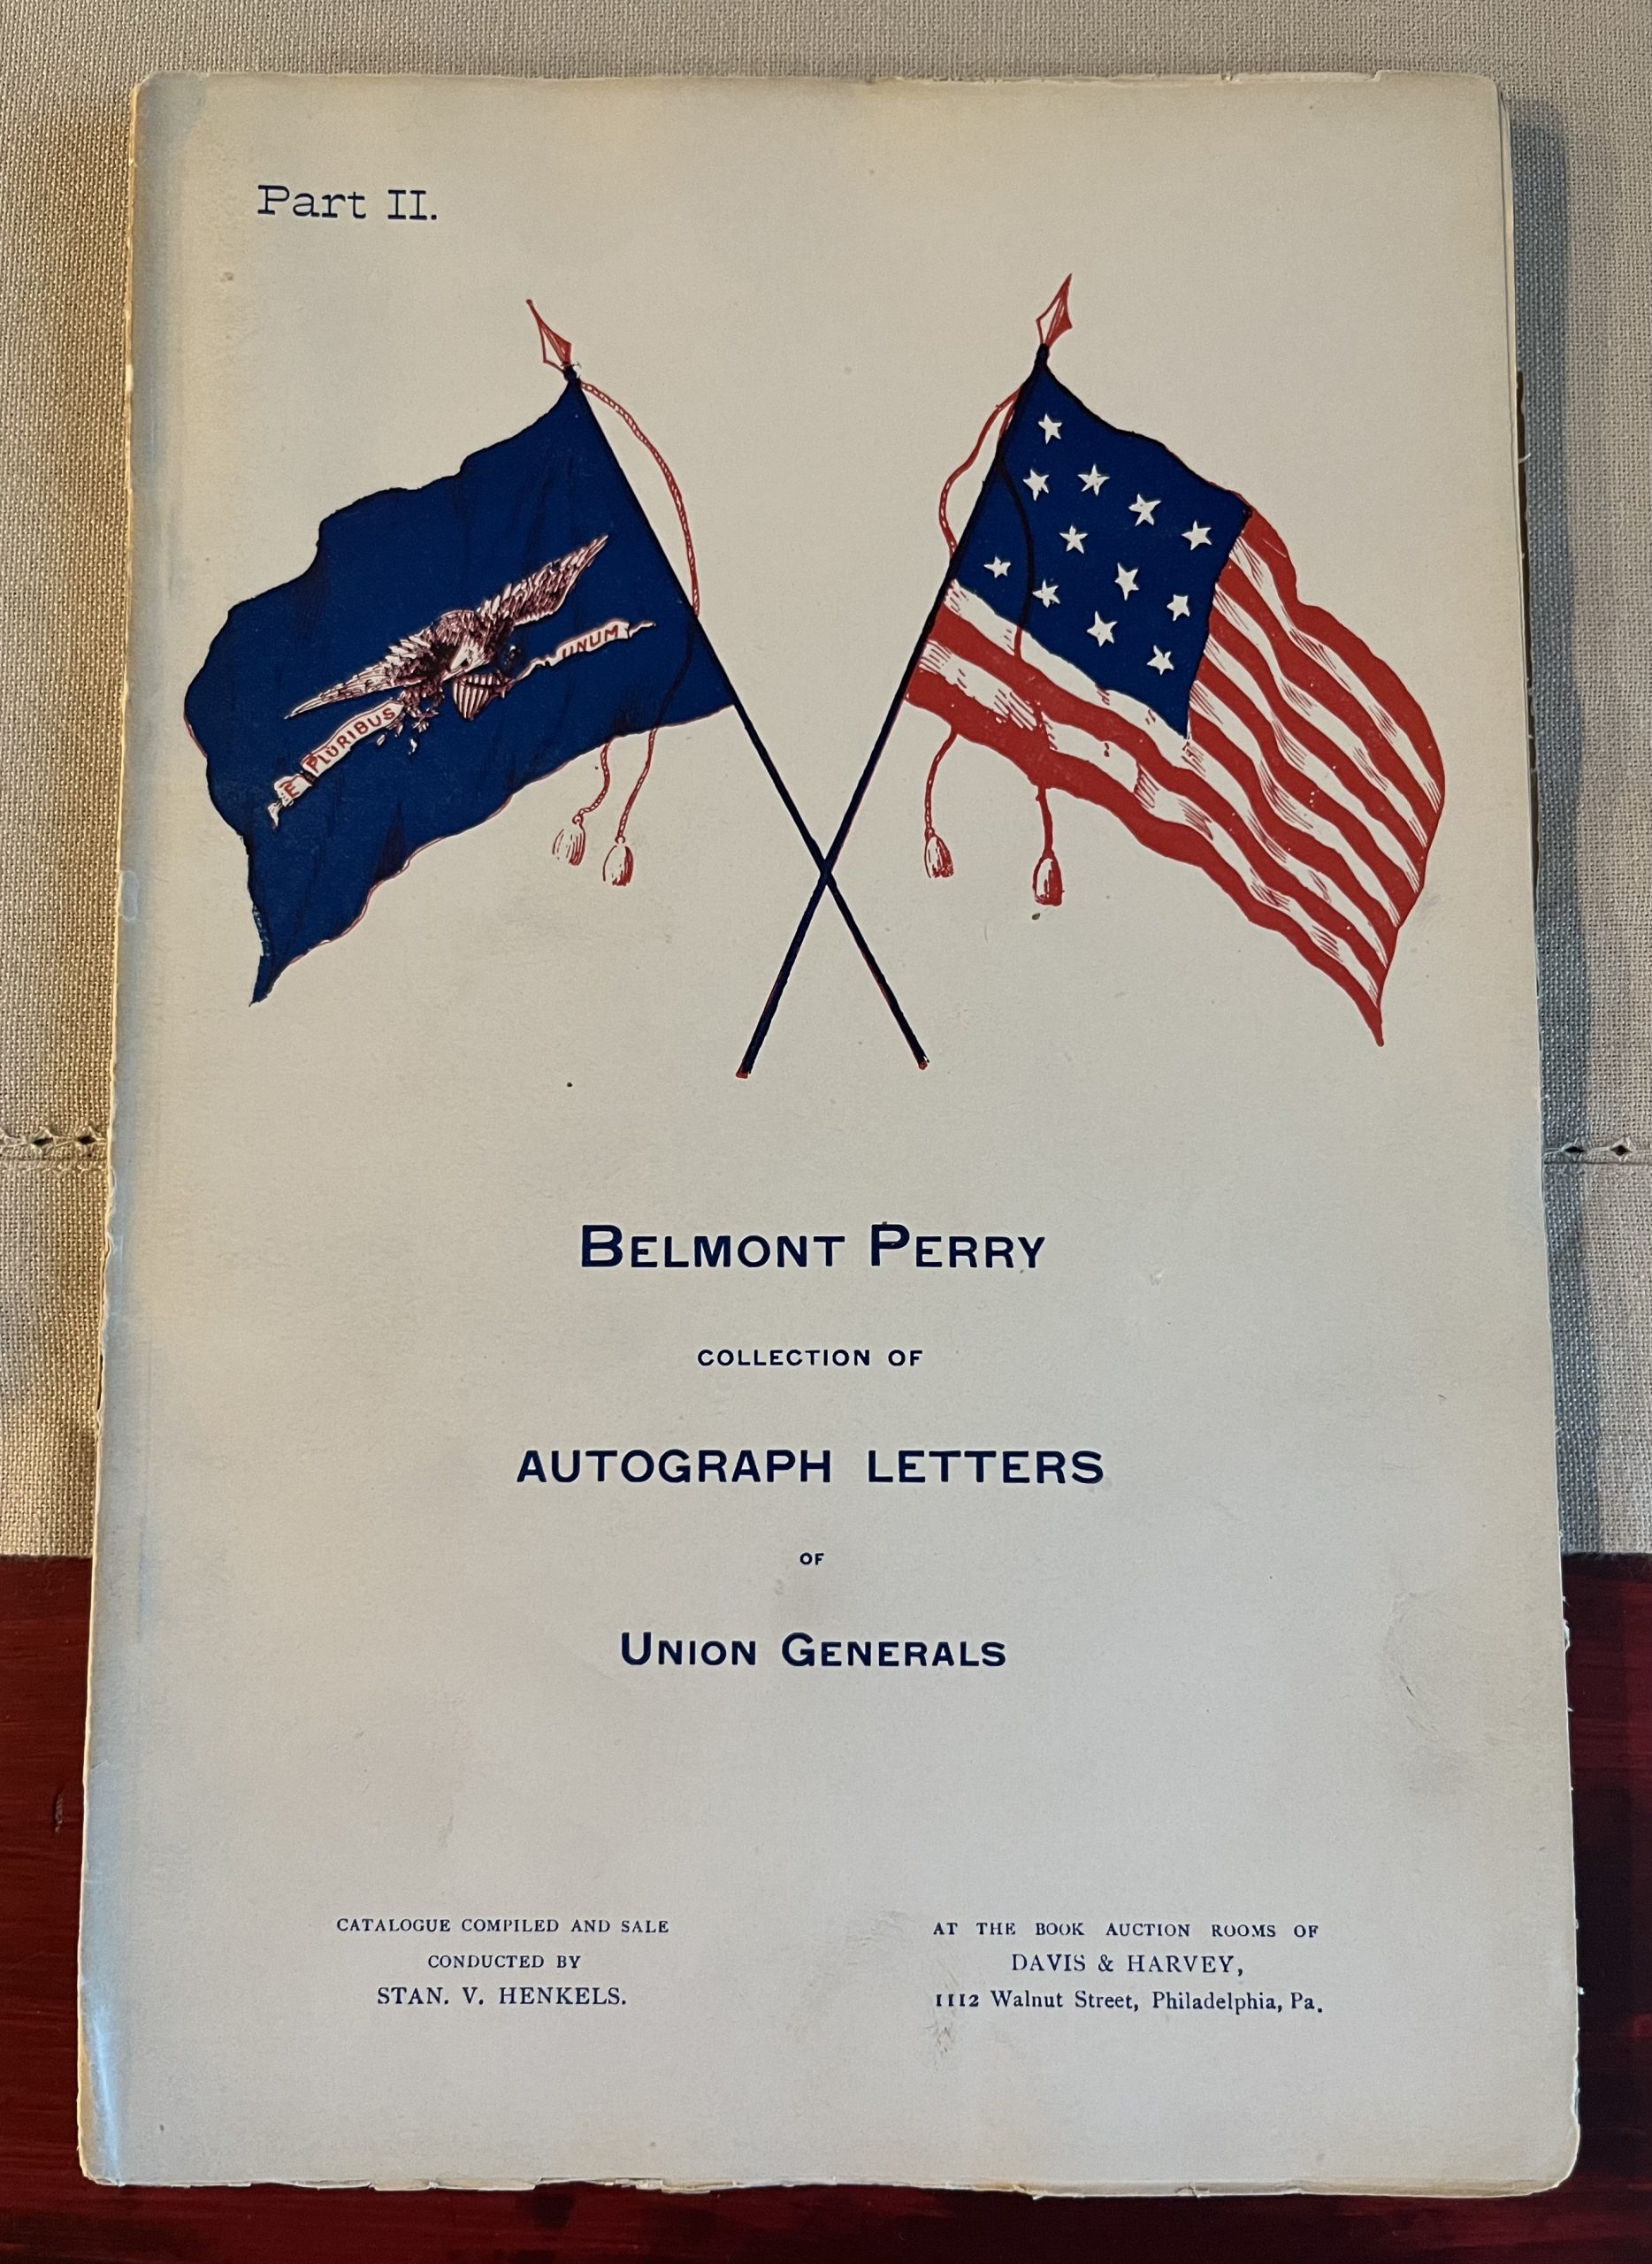 Part II.
E PLURIBUS UNUM
BELMONT PERRY
COLLECTION OF
AUTOGRAPH LETTERS
OF
UNION GENERALS
CATALOGUE COMPILED AND SALE
CONDUCTED BY
STAN. V. HENKELS.
AT THE BOOK AUCTION ROOMS OF
DAVIS & HARVEY,
1112 Walnut Street, Philadelphia, Pa.